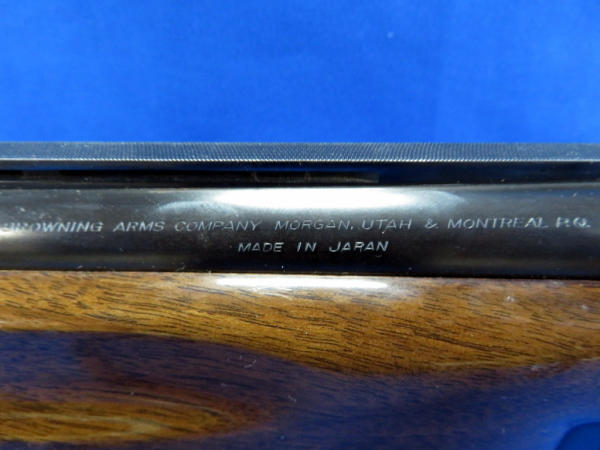 BROWNING ARMS COMPANY MORGAN, UTAH & MONTREAL P.Q.
MADE IN JAPAN